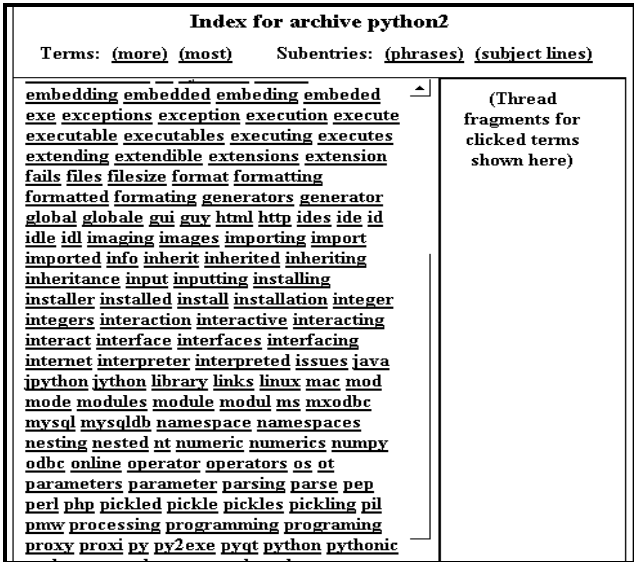 Index for archive python2
Terms: (more) (most) Subentries: (phrases) (subject lines)
embedding embedded embeding embeded
exe exceptions exception execution execute
executable executables executing executes
extending extendible extensions extension
fails files filesize format formatting
formatted formating generators generator
global globale gui guy html http ides ide id
idle idl imaging images importing import
imported info inherit inherited inheriting
inheritance input inputting installing
installer installed install installation integer
integers interaction interactive interacting
interact interface interfaces interfacing
internet interpreter interpreted issues java
jpython jython library links linux mac mod
mode modules module modul ms mxodbc
mysql mysqldb namespace namespaces
nesting nested nt numeric numerics numpy
odbc online operator operators os ot
parameters parameter parsing parse pep
perl php pickled pickle pickles pickling pil
pmw processing programming programing
proxy proxi py py2exe pyqt python pythonic
(Thread
fragments for
clicked terms
shown here)